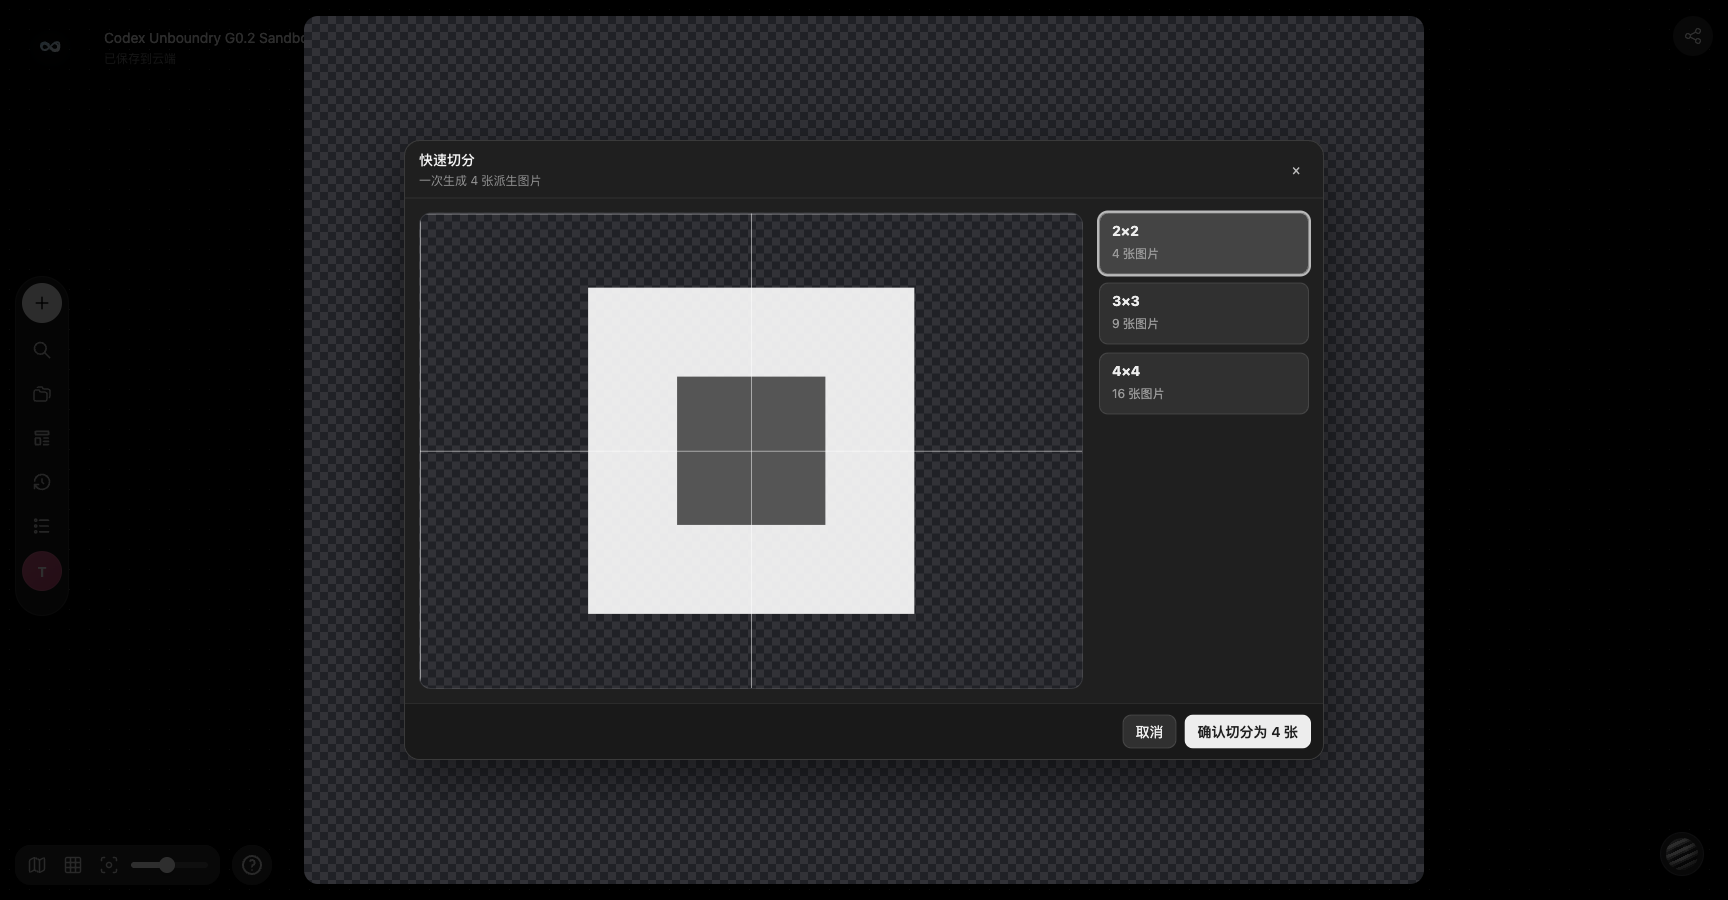 Codex Unboundry G0.2 Sandbo
已保存到云端
快速切分
一次生成 4 张派生图片
×
2×2
4 张图片
3×3
9 张图片
4×4
16 张图片
T
取消
确认切分为 4 张